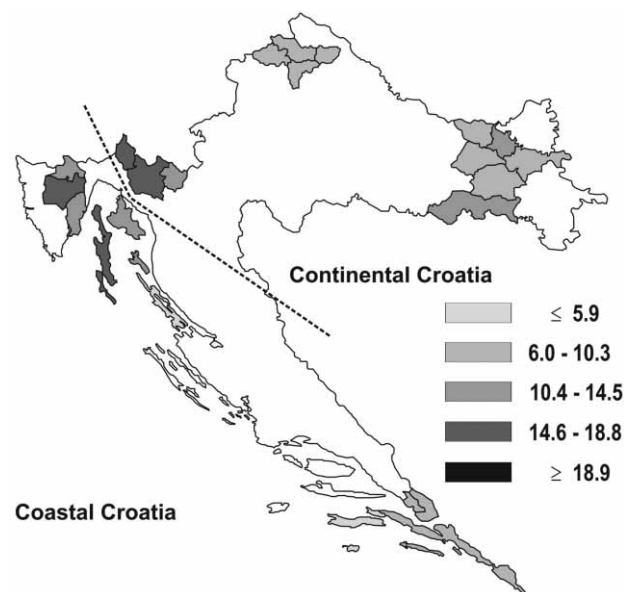 Continental Croatia
≤ 5.9
6.0 - 10.3
10.4 - 14.5
14.6 - 18.8
≥ 18.9
Coastal Croatia